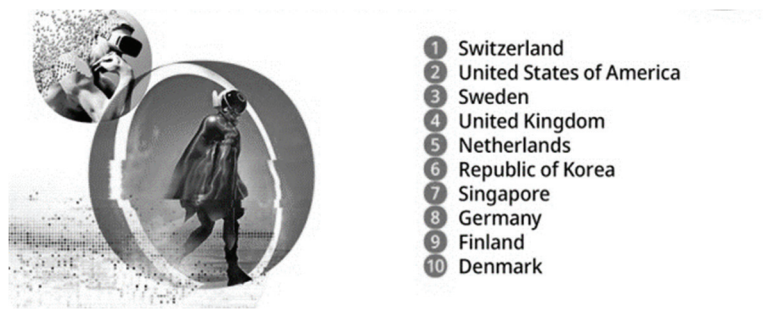 1 Switzerland
2 United States of America
3 Sweden
4 United Kingdom
5 Netherlands
6 Republic of Korea
7 Singapore
8 Germany
9 Finland
10 Denmark